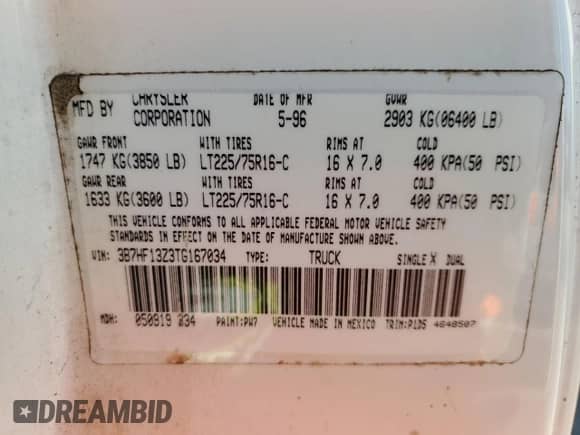 MFD BY CHRYSLER CORPORATION DATE OF MFR 5-96 GVWR 2903 KG(06400 LB)
GAWR FRONT WITH TIRES RIMS AT COLD
1747 KG(3850 LB) LT225/75R16-C 16 X 7.0 400 KPA(50 PSI)
GAWR REAR WITH TIRES RIMS AT COLD
1633 KG(3600 LB) LT225/75R16-C 16 X 7.0 400 KPA(50 PSI)
THIS VEHICLE CONFORMS TO ALL APPLICABLE FEDERAL MOTOR VEHICLE SAFETY
STANDARDS IN EFFECT ON THE DATE OF MANUFACTURE SHOWN ABOVE.
VIN: 3B7HF13Z3TG167034 TYPE: TRUCK SINGLE X DUAL
MDH: 050819 234 PAINT:PW7 VEHICLE MADE IN MEXICO TRIM:P1D5 4648507
DREAMBID